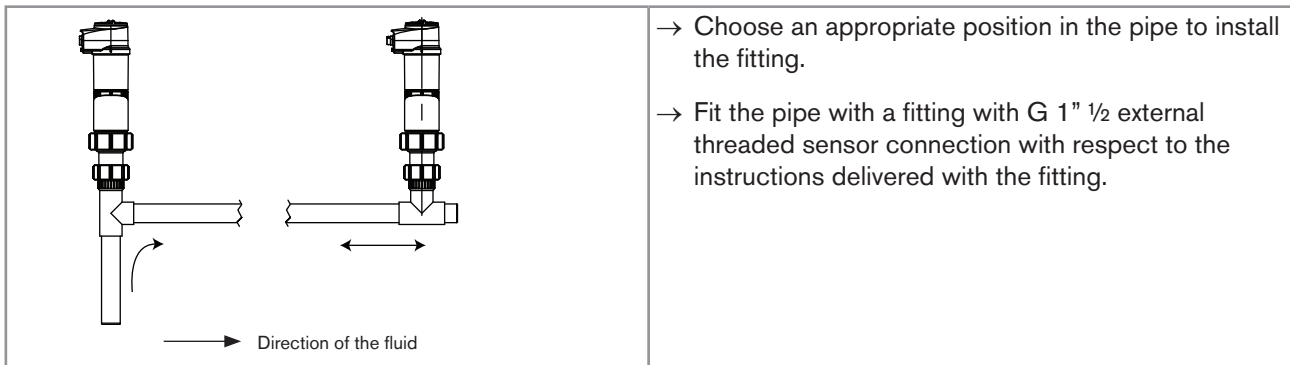 → Choose an appropriate position in the pipe to install
the fitting.
→ Fit the pipe with a fitting with G 1” ½ external
threaded sensor connection with respect to the
instructions delivered with the fitting.
Direction of the fluid